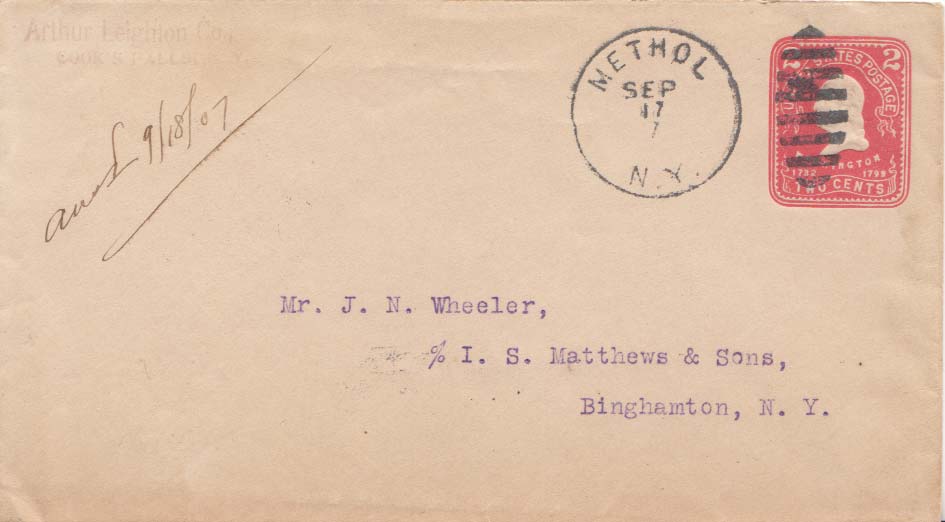 Arthur Leighton Co.,
METHOL
SEP
17
7
N.Y.
2 UNITED STATES POSTAGE 2
WASHINGTON
1732 1799
TWO CENTS
9/18/07
Mr. J. N. Wheeler,
% I. S. Matthews & Sons,
Binghamton, N. Y.